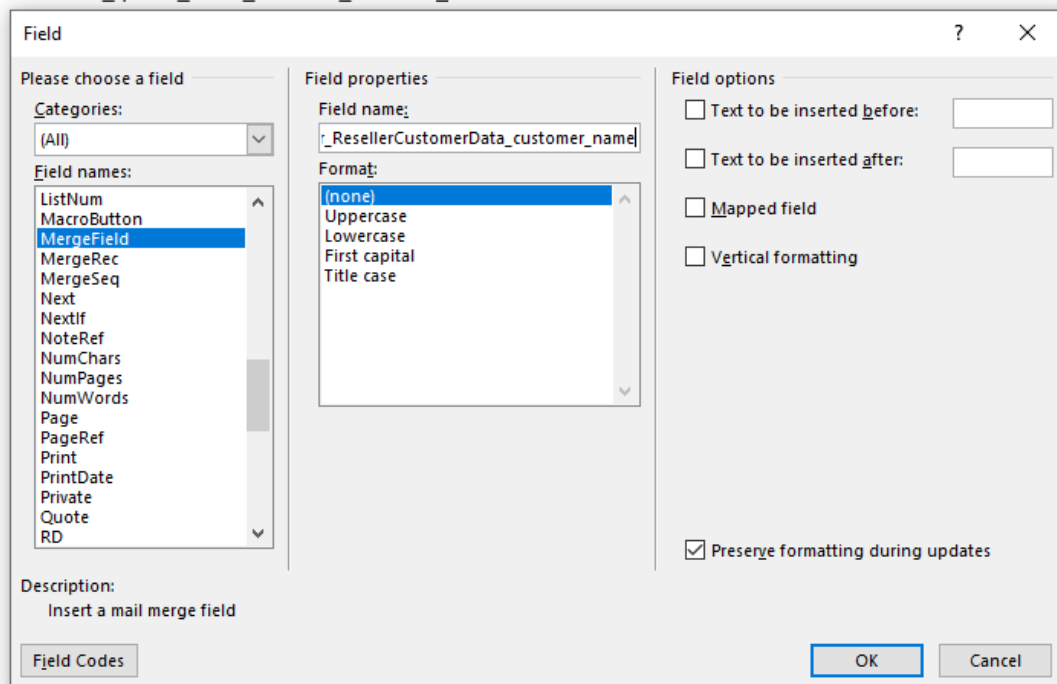 Field
?
Please choose a field
Categories:
(All)
Field names:
ListNum
MacroButton
MergeField
MergeRec
MergeSeq
Next
NextIf
NoteRef
NumChars
NumPages
NumWords
Page
PageRef
Print
PrintDate
Private
Quote
RD
Description:
Insert a mail merge field
Field Codes
Field properties
Field name:
r_ResellerCustomerData_customer_name
Format:
(none)
Uppercase
Lowercase
First capital
Title case
Field options
Text to be inserted before:
Text to be inserted after:
Mapped field
Vertical formatting
Preserve formatting during updates
OK
Cancel